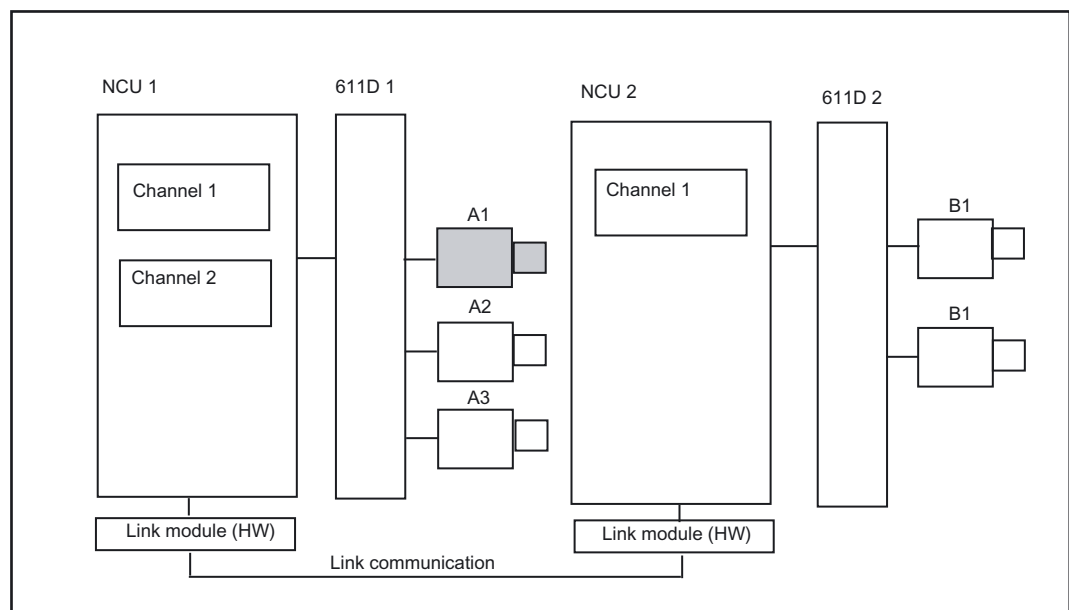 NCU 1
611D 1
NCU 2
611D 2
Channel 1
Channel 2
A1
A2
A3
Channel 1
B1
B1
Link module (HW)
Link module (HW)
Link communication